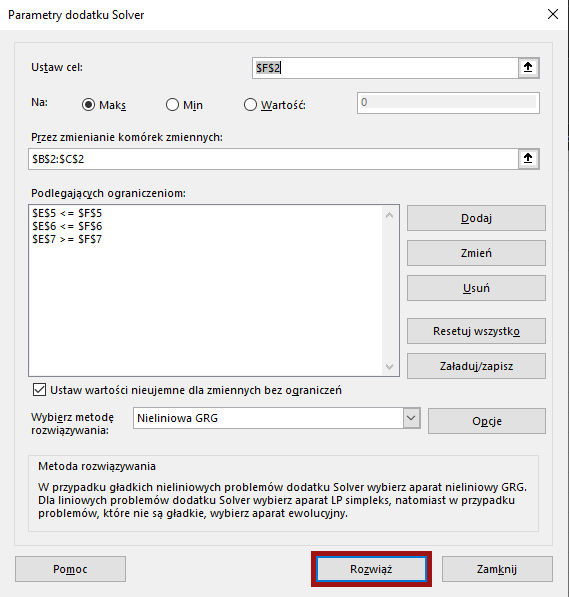 Parametry dodatku Solver
Ustaw cel:
$F$2
Na:
Maks
Min
Wartość:
0
Przez zmienianie komórek zmiennych:
$B$2:$C$2
Podlegających ograniczeniom:
$E$5 <= $F$5
$E$6 <= $F$6
$E$7 >= $F$7
Dodaj
Zmień
Usuń
Resetuj wszystko
Załaduj/zapisz
Ustaw wartości nieujemne dla zmiennych bez ograniczeń
Wybierz metodę
rozwiązywania:
Nieliniowa GRG
Opcje
Metoda rozwiązywania
W przypadku gładkich nieliniowych problemów dodatku Solver wybierz aparat nieliniowy GRG.
Dla liniowych problemów dodatku Solver wybierz aparat LP simpleks, natomiast w przypadku
problemów, które nie są gładkie, wybierz aparat ewolucyjny.
Pomoc
Rozwiąż
Zamknij